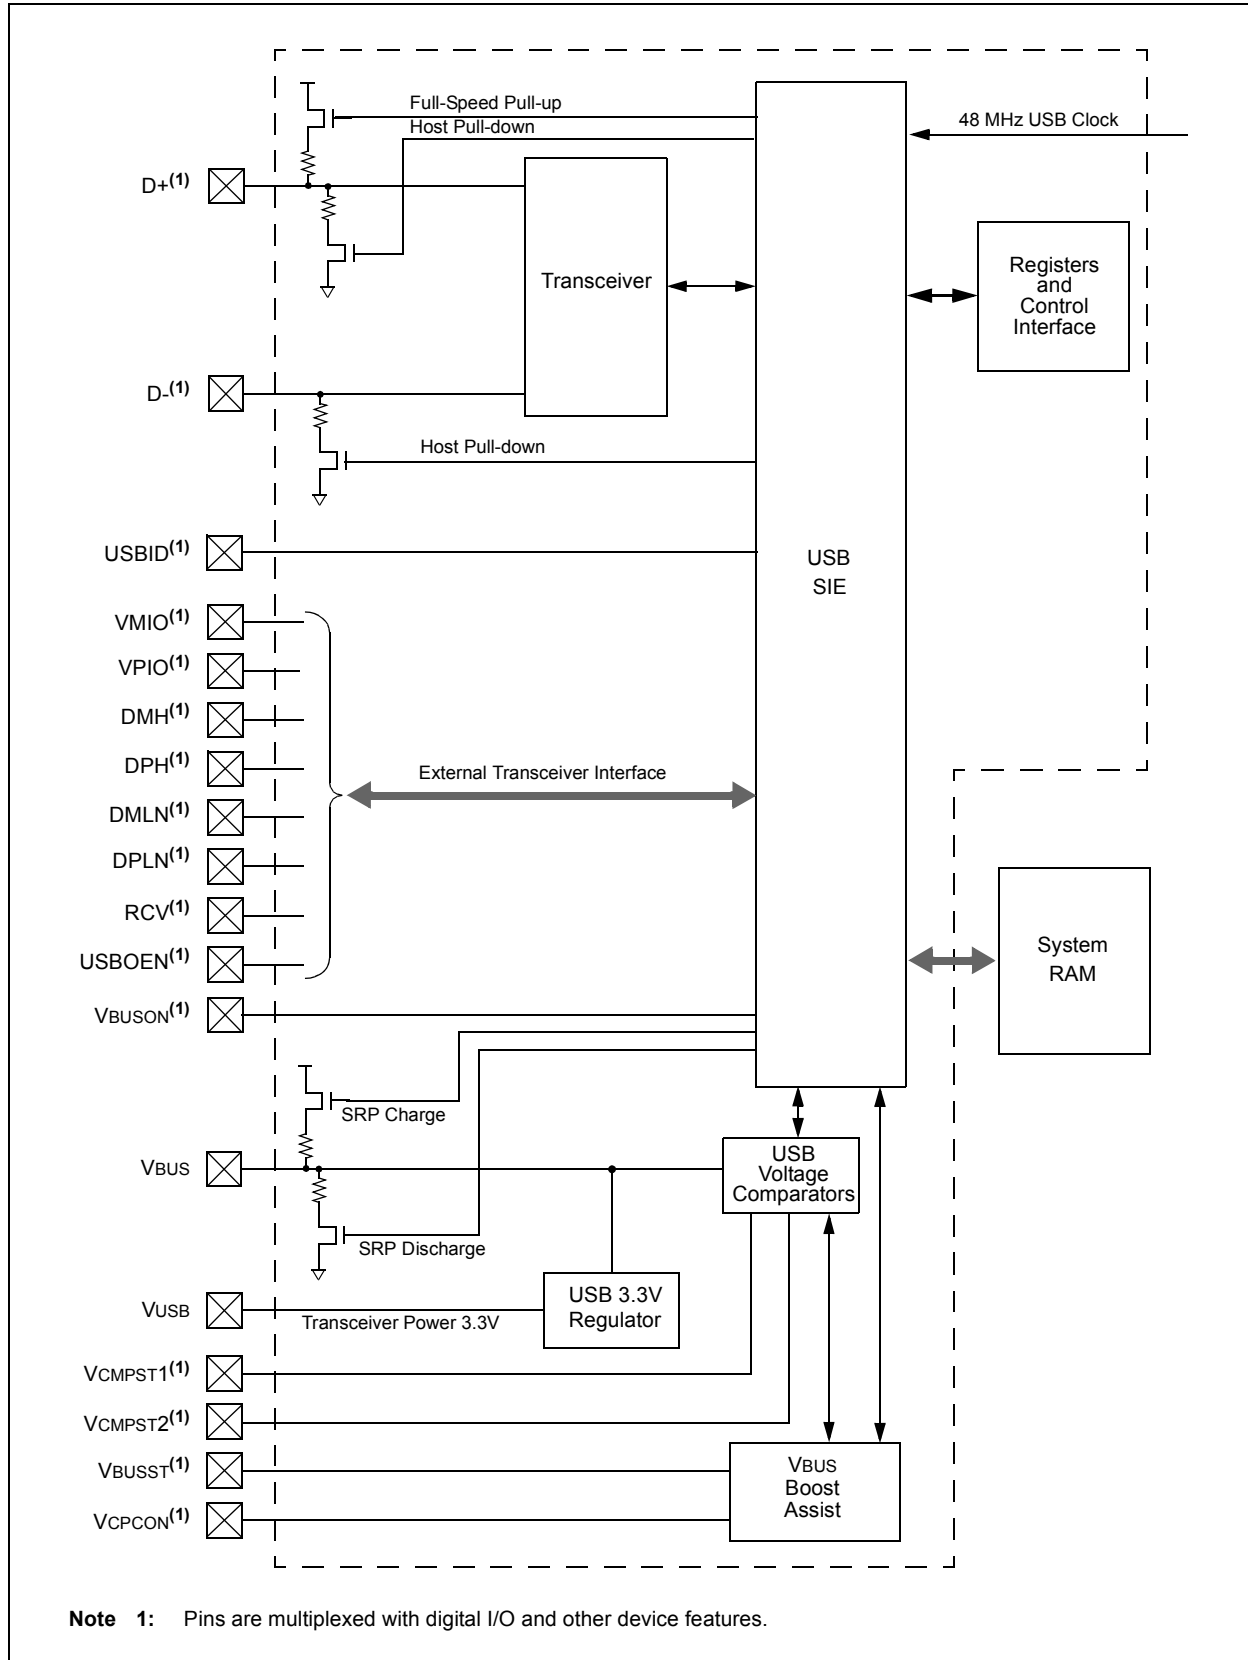 Full-Speed Pull-up
Host Pull-down
48 MHz USB Clock
D+(1)
Transceiver
Registers
and
Control
Interface
D-(1)
Host Pull-down
USBID(1)
USB
SIE
VMIO(1)
VPIO(1)
DMH(1)
DPH(1)
External Transceiver Interface
DMLN(1)
DPLN(1)
RCV(1)
USBOEN(1)
System
RAM
VBUSON(1)
SRP Charge
VBUS
USB
Voltage
Comparators
SRP Discharge
VUSB
Transceiver Power 3.3V
USB 3.3V
Regulator
VCMPST1(1)
VCMPST2(1)
VBUSST(1)
VBUS
Boost
Assist
VCPCON(1)
Note 1: Pins are multiplexed with digital I/O and other device features.